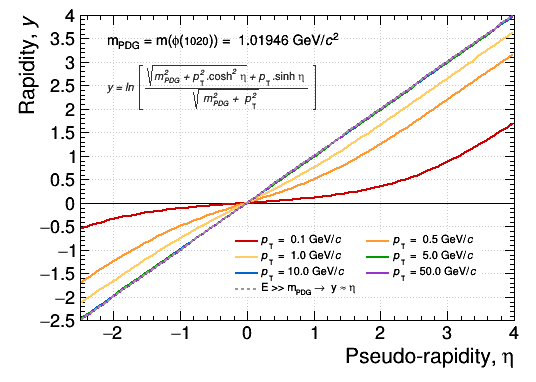 Rapidity, y
4
3.5
3
2.5
2
1.5
1
0.5
0
−0.5
−1
−1.5
−2
−2.5
m_PDG = m(ϕ(1020)) = 1.01946 GeV/c²
y = ln [ (√(m²_PDG + p²_T.cosh² η) + p_T.sinh η) / √(m²_PDG + p²_T) ]
p_T = 0.1 GeV/c p_T = 0.5 GeV/c
p_T = 1.0 GeV/c p_T = 5.0 GeV/c
p_T = 10.0 GeV/c p_T = 50.0 GeV/c
E >> m_PDG → y ≈ η
−2 −1 0 1 2 3 4
Pseudo-rapidity, η